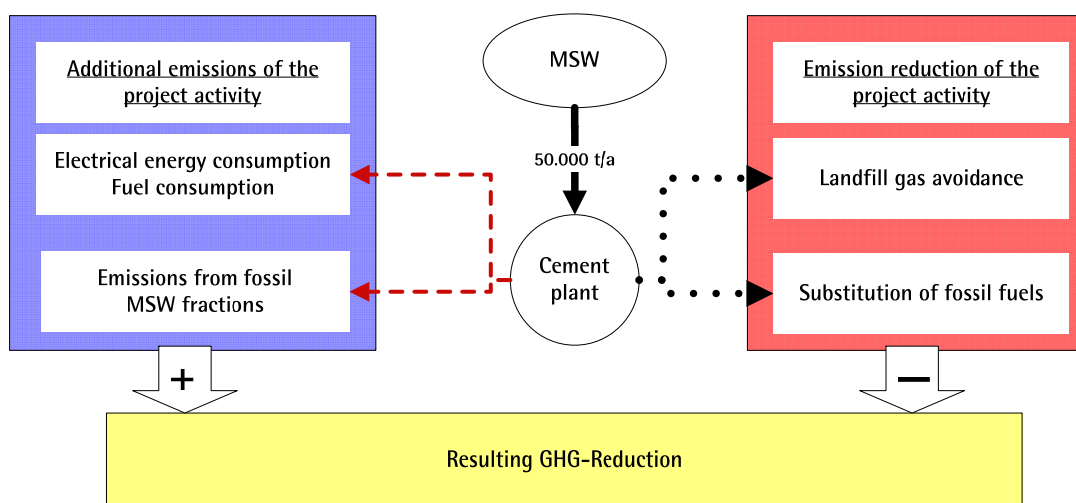 Additional emissions of the
project activity
Electrical energy consumption
Fuel consumption
Emissions from fossil
MSW fractions
+
MSW
50.000 t/a
Cement
plant
Emission reduction of the
project activity
Landfill gas avoidance
Substitution of fossil fuels
—
Resulting GHG-Reduction